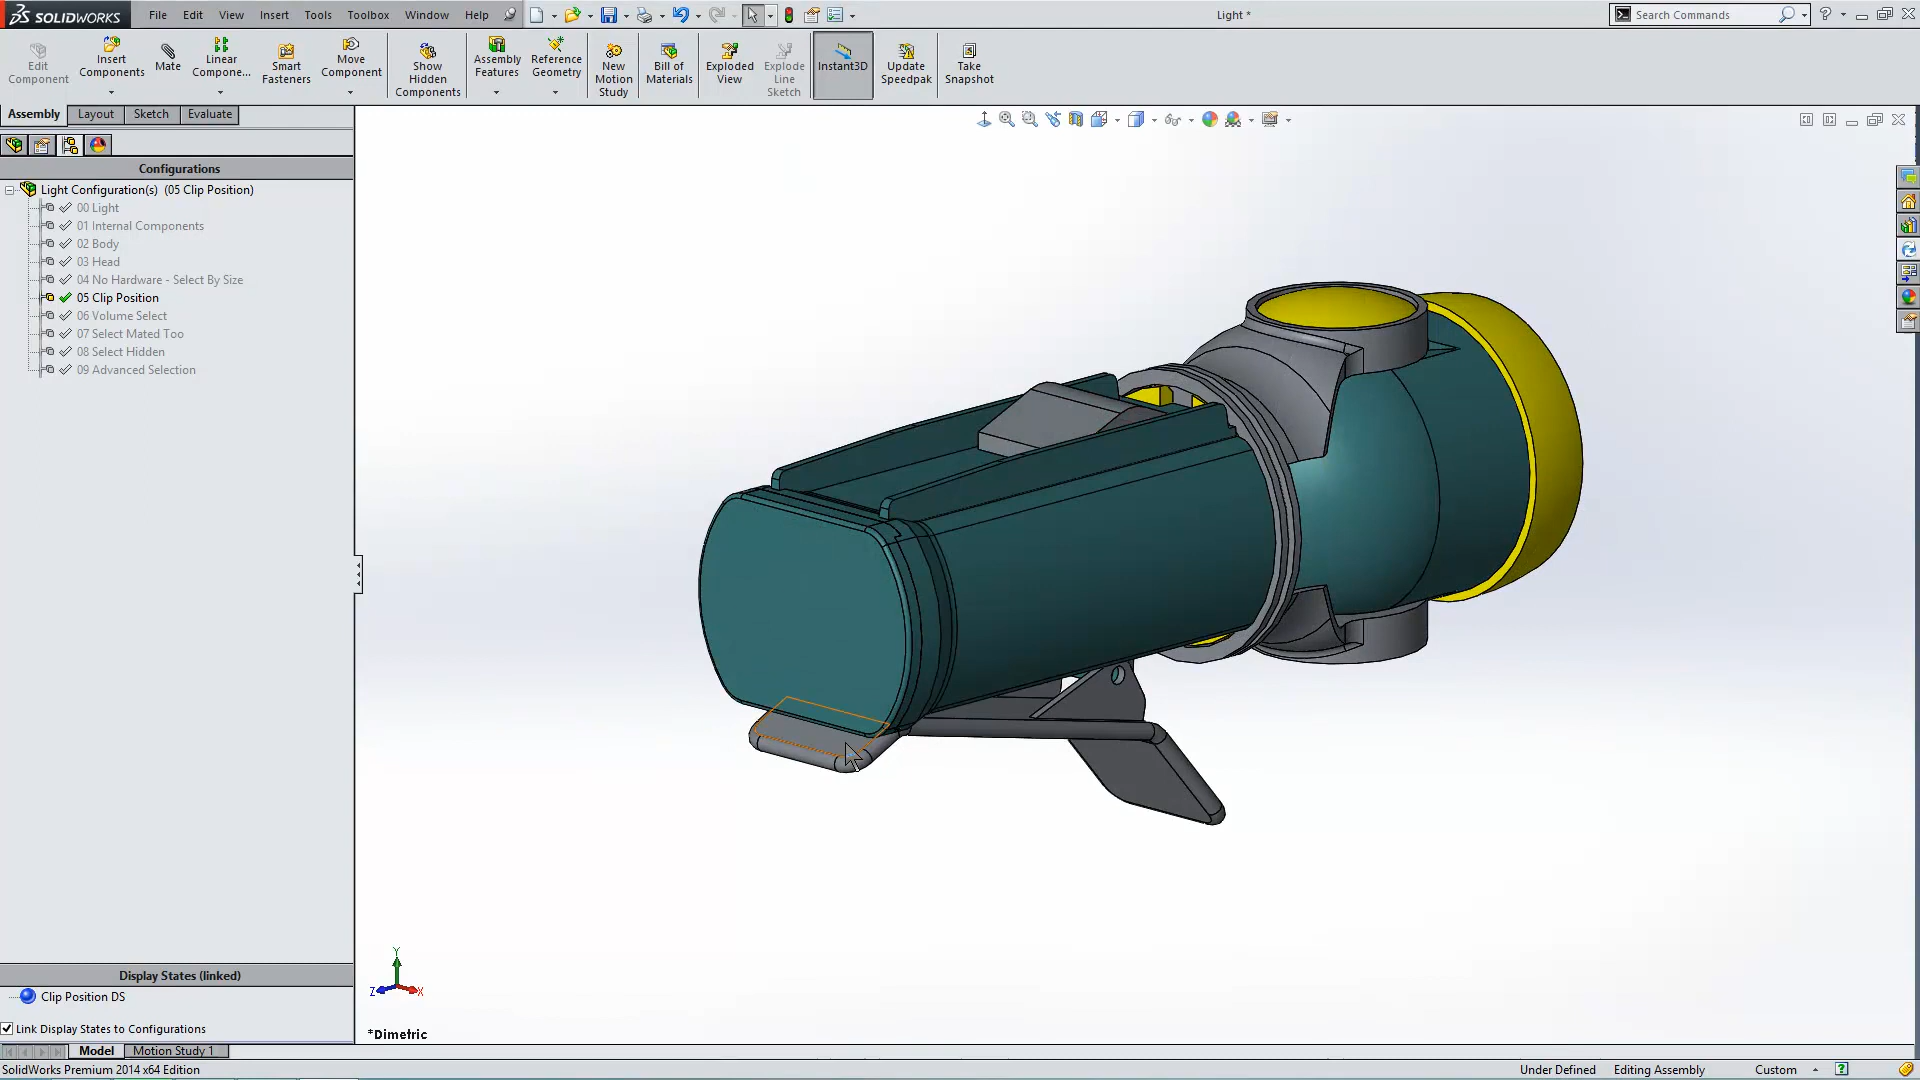 SOLIDWORKS File Edit View Insert Tools Toolbox Window Help Light * Search Commands
Edit Component
Insert Components
Mate
Linear Compone...
Smart Fasteners
Move Component
Show Hidden Components
Assembly Features
Reference Geometry
New Motion Study
Bill of Materials
Exploded View
Explode Line Sketch
Instant3D
Update Speedpak
Take Snapshot
Assembly Layout Sketch Evaluate
Configurations
Light Configuration(s) (05 Clip Position)
00 Light
01 Internal Components
02 Body
03 Head
04 No Hardware - Select By Size
05 Clip Position
06 Volume Select
07 Select Mated Too
08 Select Hidden
09 Advanced Selection
Display States (linked)
Clip Position DS
Link Display States to Configurations
Y
Z X
*Dimetric
Model Motion Study 1
SolidWorks Premium 2014 x64 Edition Under Defined Editing Assembly Custom